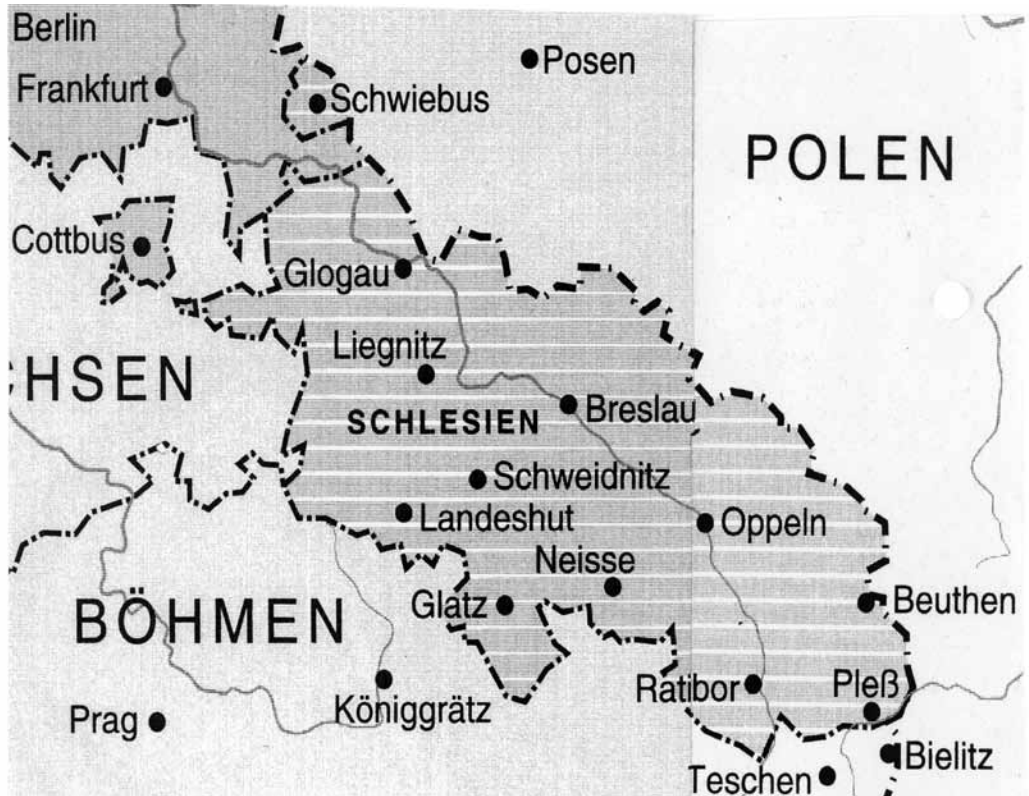 Berlin
Posen
Frankfurt
Schwiebus
POLEN
Cottbus
Glogau
Liegnitz
HSEN
Breslau
SCHLESIEN
Schweidnitz
Landeshut
Oppeln
Neisse
Glatz
Beuthen
BÖHMEN
Ratibor
Pleß
Königgrätz
Prag
Bielitz
Teschen